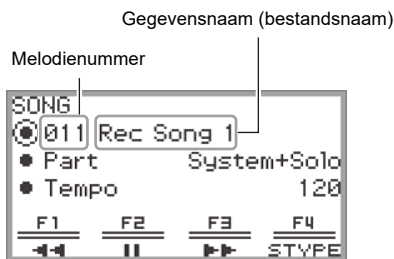 Gegevensnaam (bestandsnaam)
Melodienummer
SONG
011 Rec Song 1
Part System+Solo
Tempo 120
F1 F2 F3 F4
STYPE